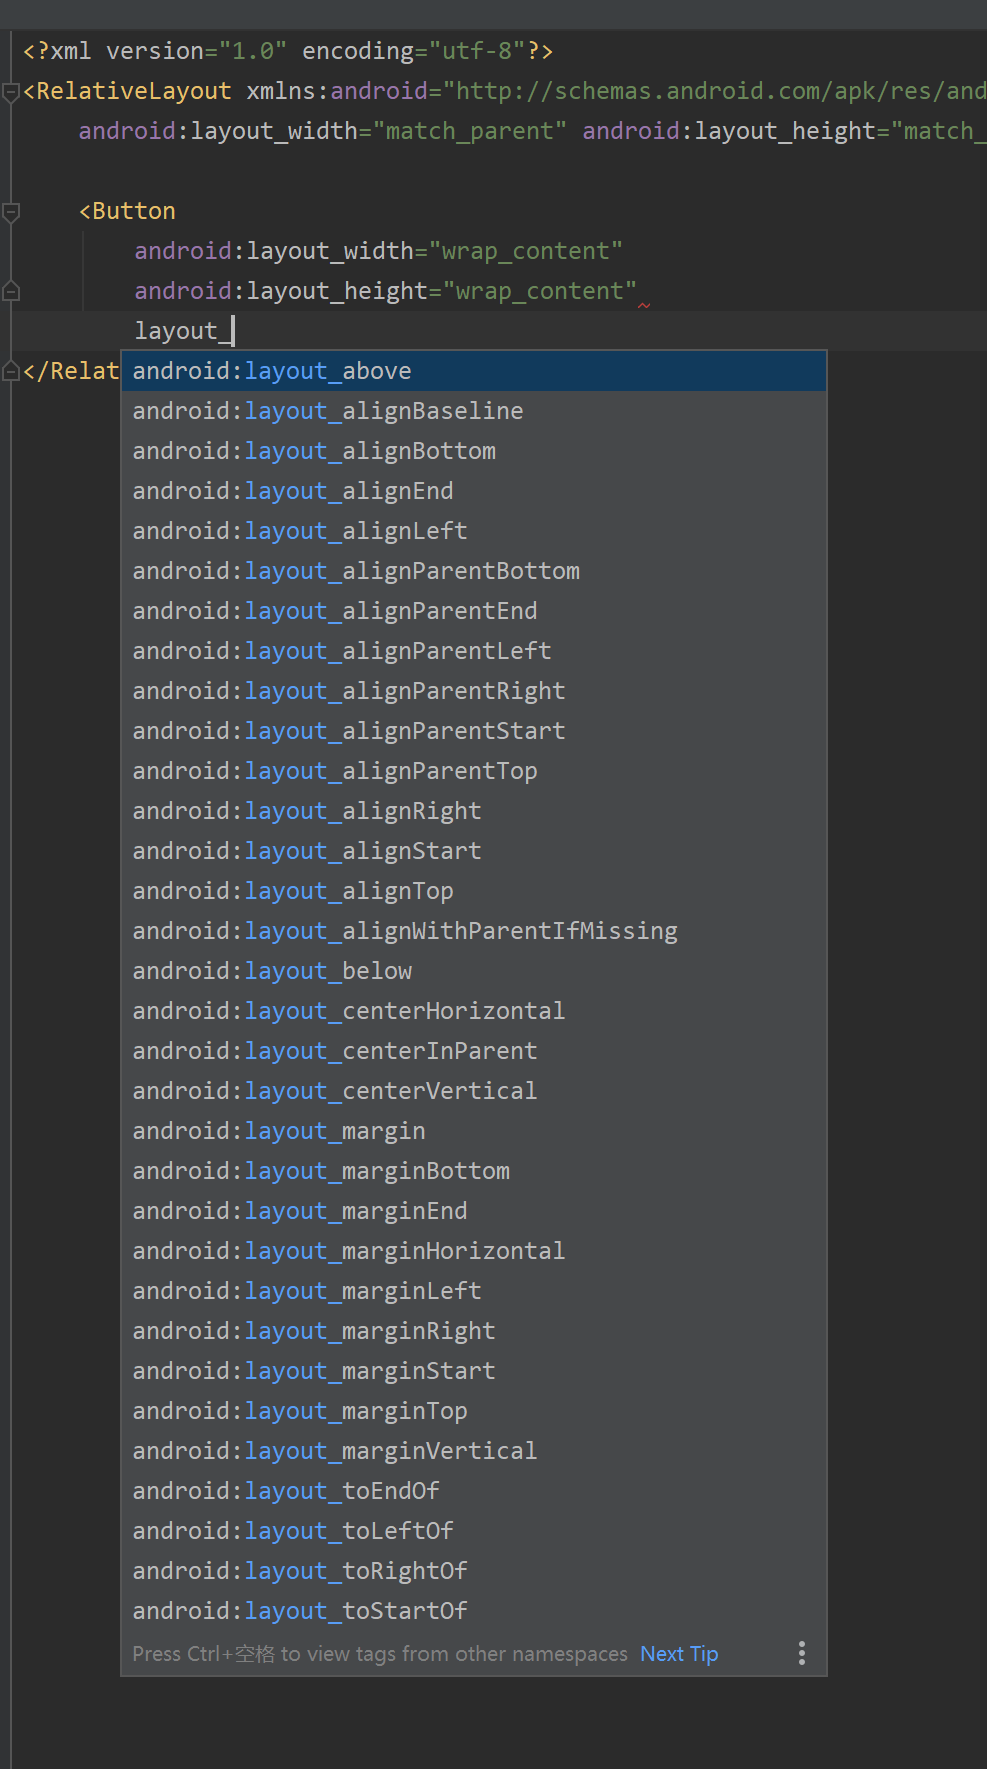 <?xml version="1.0" encoding="utf-8"?>
<RelativeLayout xmlns:android="http://schemas.android.com/apk/res/and
android:layout_width="match_parent" android:layout_height="match_
<Button
android:layout_width="wrap_content"
android:layout_height="wrap_content"
layout_
</Relat
android:layout_above
android:layout_alignBaseline
android:layout_alignBottom
android:layout_alignEnd
android:layout_alignLeft
android:layout_alignParentBottom
android:layout_alignParentEnd
android:layout_alignParentLeft
android:layout_alignParentRight
android:layout_alignParentStart
android:layout_alignParentTop
android:layout_alignRight
android:layout_alignStart
android:layout_alignTop
android:layout_alignWithParentIfMissing
android:layout_below
android:layout_centerHorizontal
android:layout_centerInParent
android:layout_centerVertical
android:layout_margin
android:layout_marginBottom
android:layout_marginEnd
android:layout_marginHorizontal
android:layout_marginLeft
android:layout_marginRight
android:layout_marginStart
android:layout_marginTop
android:layout_marginVertical
android:layout_toEndOf
android:layout_toLeftOf
android:layout_toRightOf
android:layout_toStartOf
Press Ctrl+空格 to view tags from other namespaces Next Tip